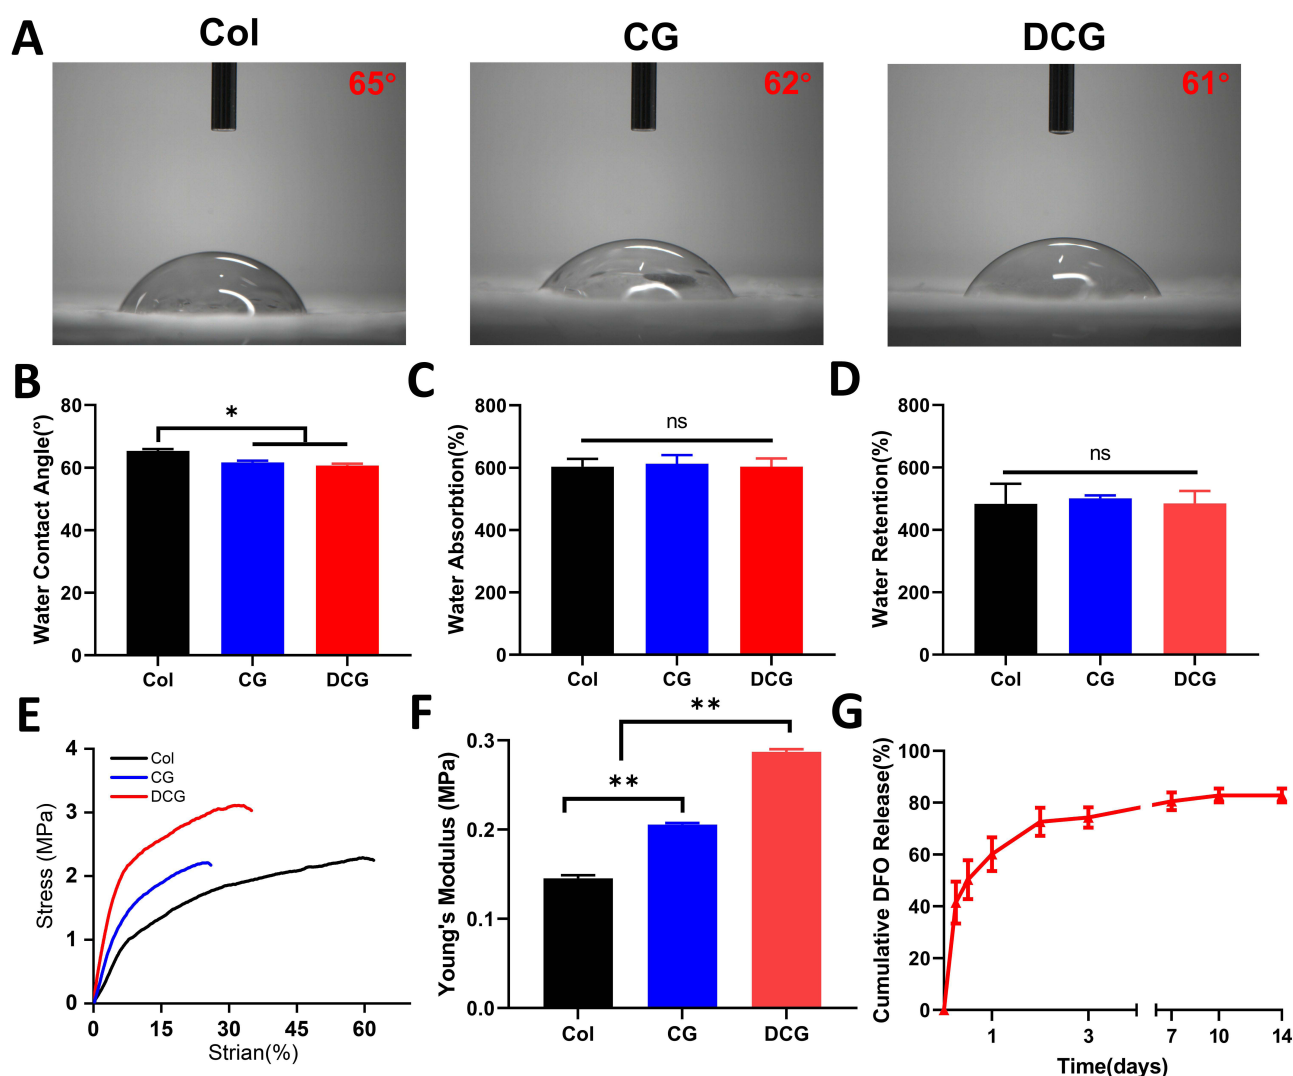 A
Col
CG
DCG
65°
62°
61°
B
C
D
80
60
40
20
0
Water Contact Angle(°)
*
Col
CG
DCG
800
600
400
200
0
Water Absorbtion(%)
ns
Col
CG
DCG
800
600
400
200
0
Water Retention(%)
ns
Col
CG
DCG
E
F
G
4
3
2
1
0
Stress (MPa)
Col
CG
DCG
0
15
30
45
60
Strian(%)
0.3
0.2
0.1
0.0
Young's Modulus (MPa)
**
**
Col
CG
DCG
100
80
60
40
20
0
Cumulative DFO Release(%)
1
3
7
10
14
Time(days)